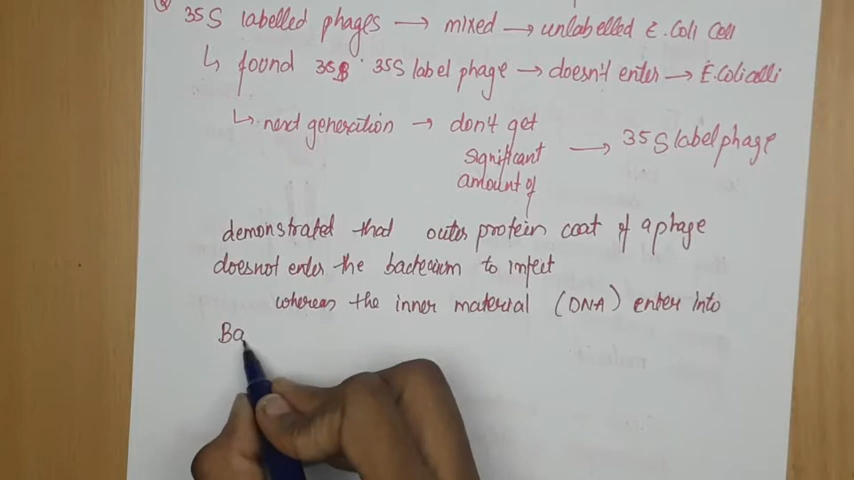 35S labelled phages → mixed → unlabelled E. Coli Cell
↳ found 35S label phage → doesn't enter → E. Coli cell
↳ next generation → don't get
significant → 35S label phage
amount of
demonstrated that outer protein coat of a phage
doesnot enter the bacterium to infect
whereas the inner material (DNA) enter into
Ba